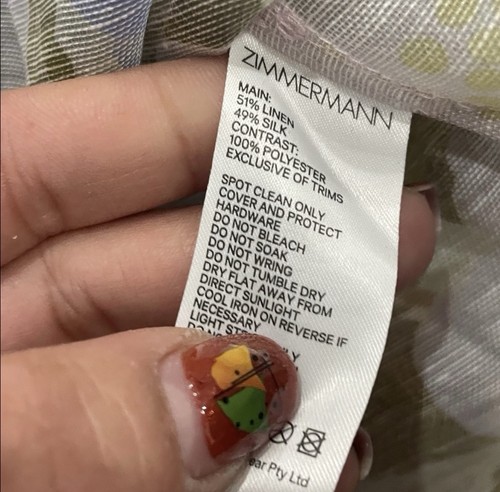 ZIMMERMANN
MAIN:
51% LINEN
49% SILK
CONTRAST:
100% POLYESTER
EXCLUSIVE OF TRIMS
SPOT CLEAN ONLY
COVER AND PROTECT
HARDWARE
DO NOT BLEACH
DO NOT SOAK
DO NOT WRING
DO NOT TUMBLE DRY
DRY FLAT AWAY FROM
DIRECT SUNLIGHT
COOL IRON ON REVERSE IF
NECESSARY
LIGHT
Pty Ltd